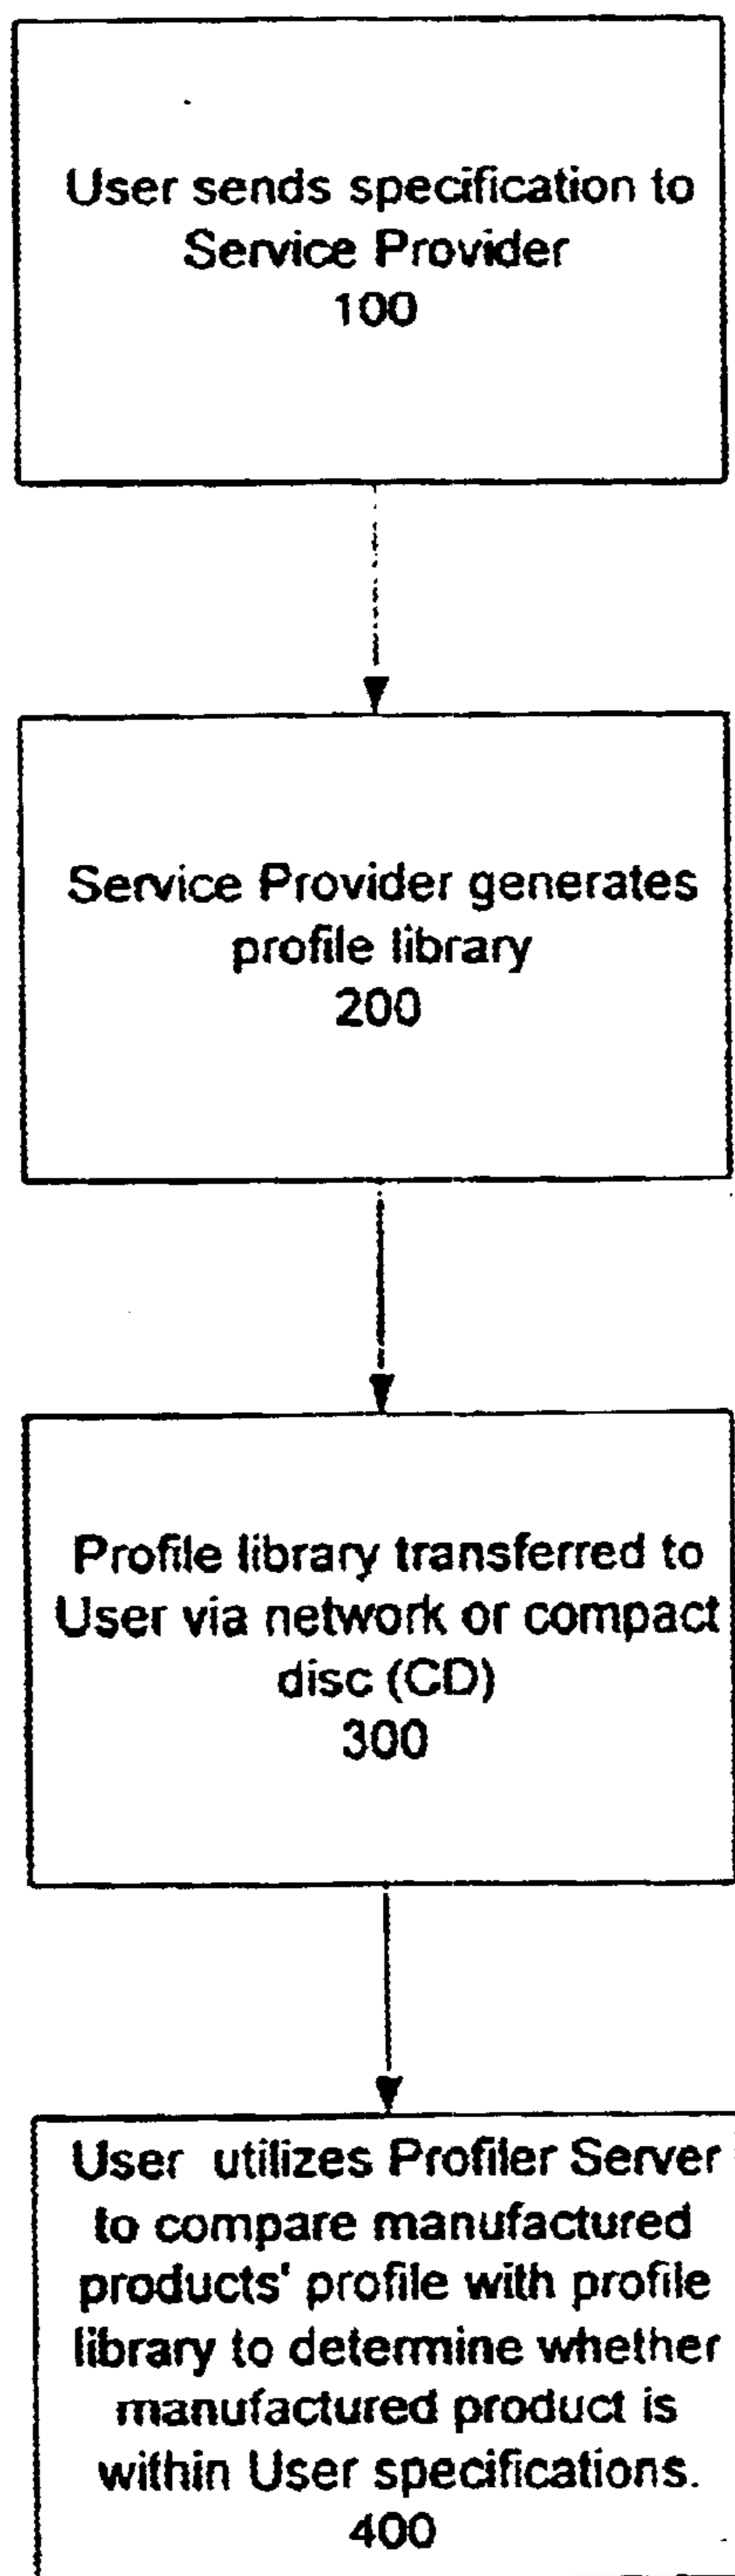 User sends specification to
Service Provider
100
Service Provider generates
profile library
200
Profile library transferred to
User via network or compact
disc (CD)
300
User utilizes Profiler Server
to compare manufactured
products' profile with profile
library to determine whether
manufactured product is
within User specifications.
400